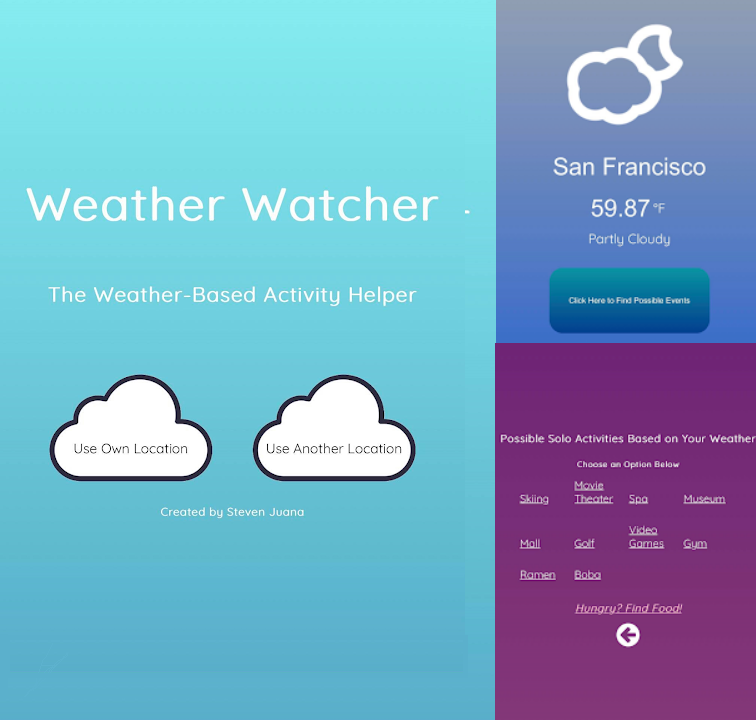 Weather Watcher
The Weather-Based Activity Helper
Use Own Location
Use Another Location
Created by Steven Juana
San Francisco
59.87 °F
Partly Cloudy
Click Here to Find Possible Events
Possible Solo Activities Based on Your Weather
Choose an Option Below
Skiing
Movie
Theater
Spa
Museum
Mall
Golf
Video
Games
Gym
Ramen
Boba
Hungry? Find Food!